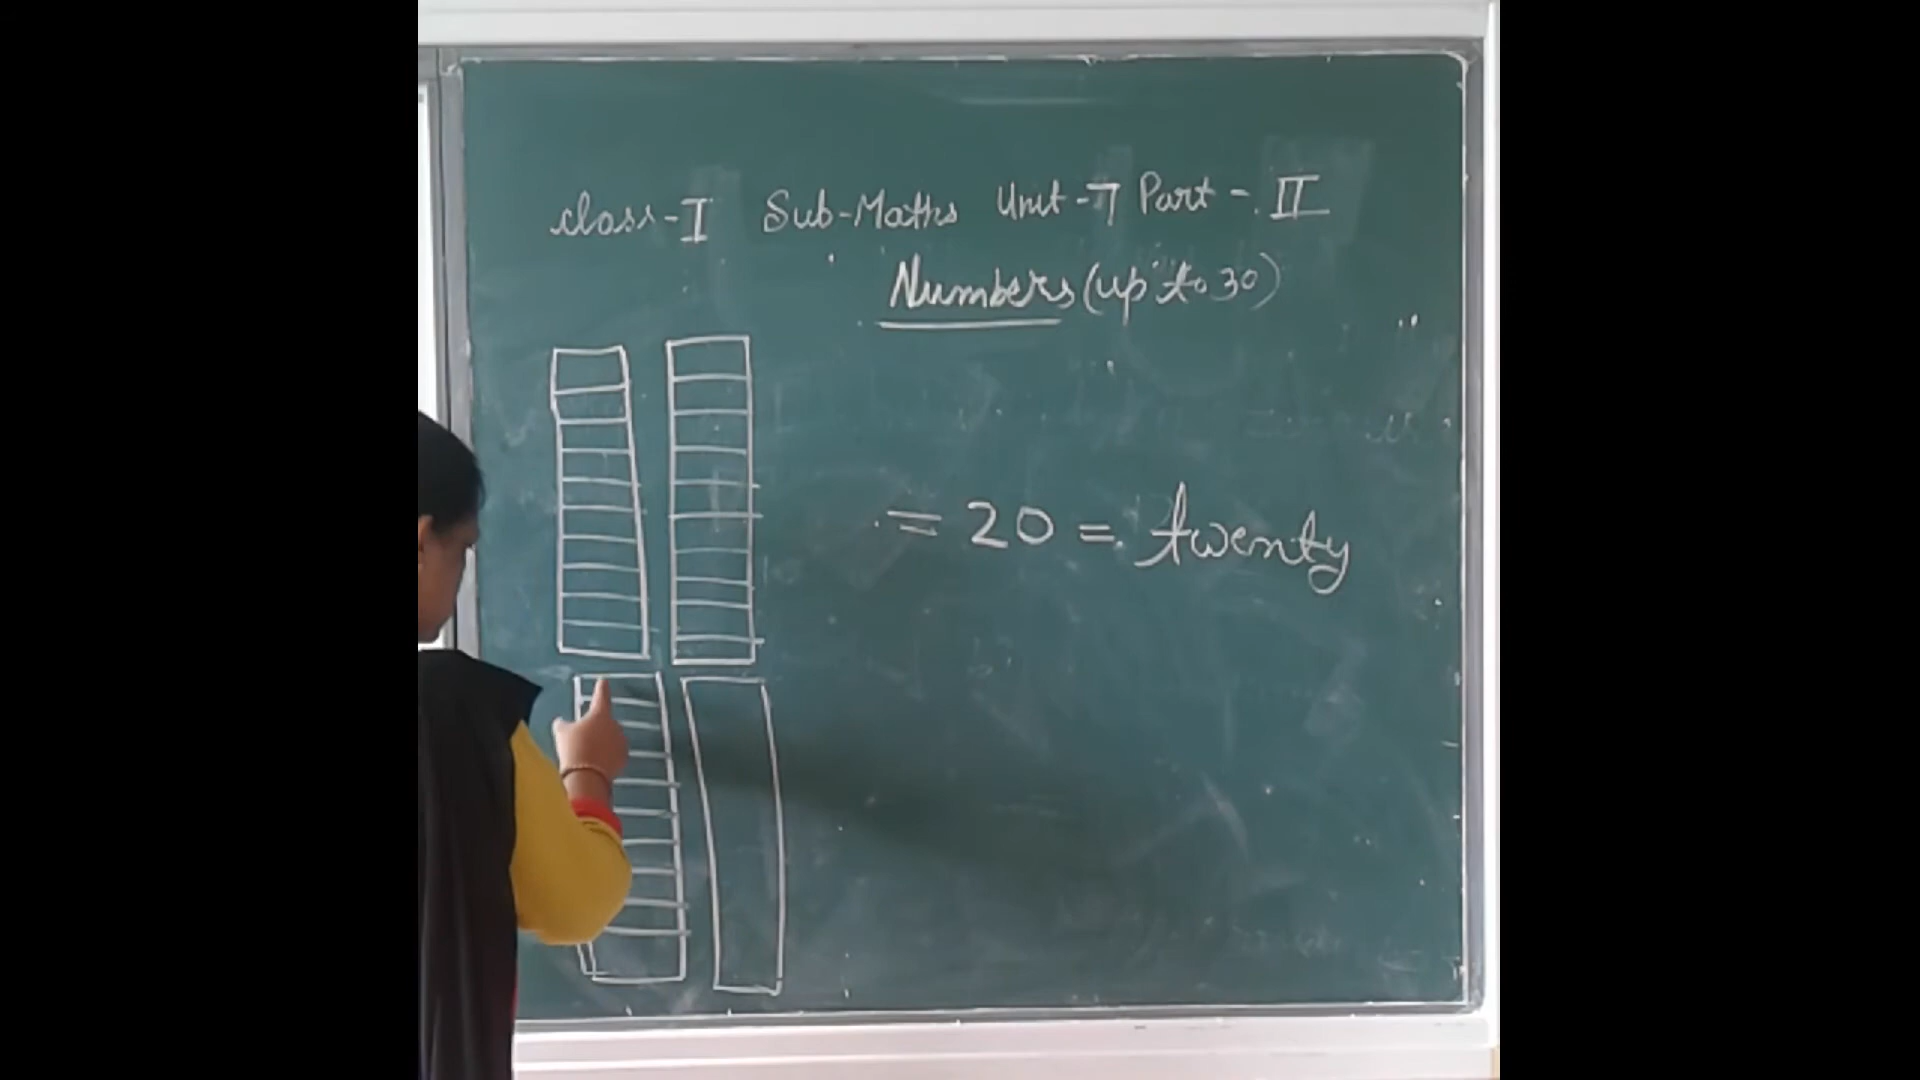 class-I Sub-Maths Unit-7 Part-II
Numbers (up to 30)
= 20 = twenty